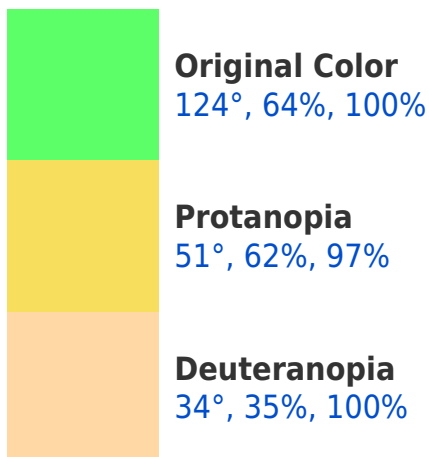 Original Color
124°, 64%, 100%
Protanopia
51°, 62%, 97%
Deuteranopia
34°, 35%, 100%